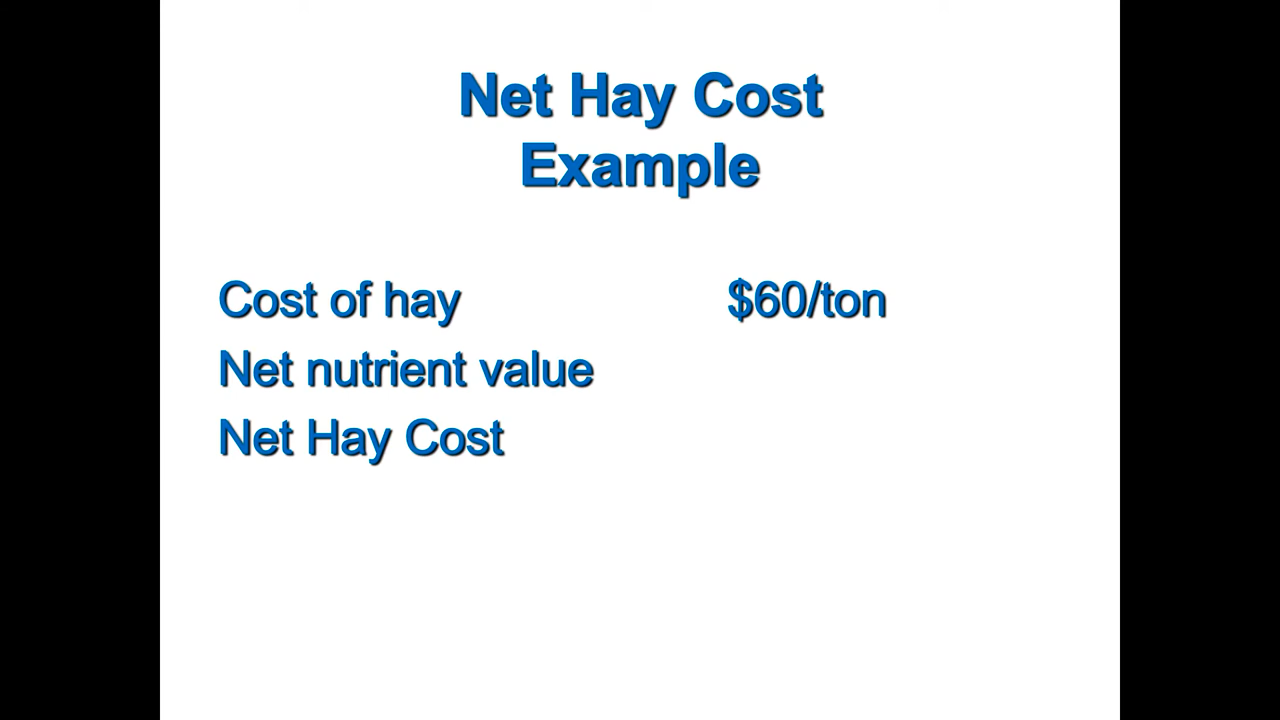 Net Hay Cost
Example
Cost of hay $60/ton
Net nutrient value
Net Hay Cost